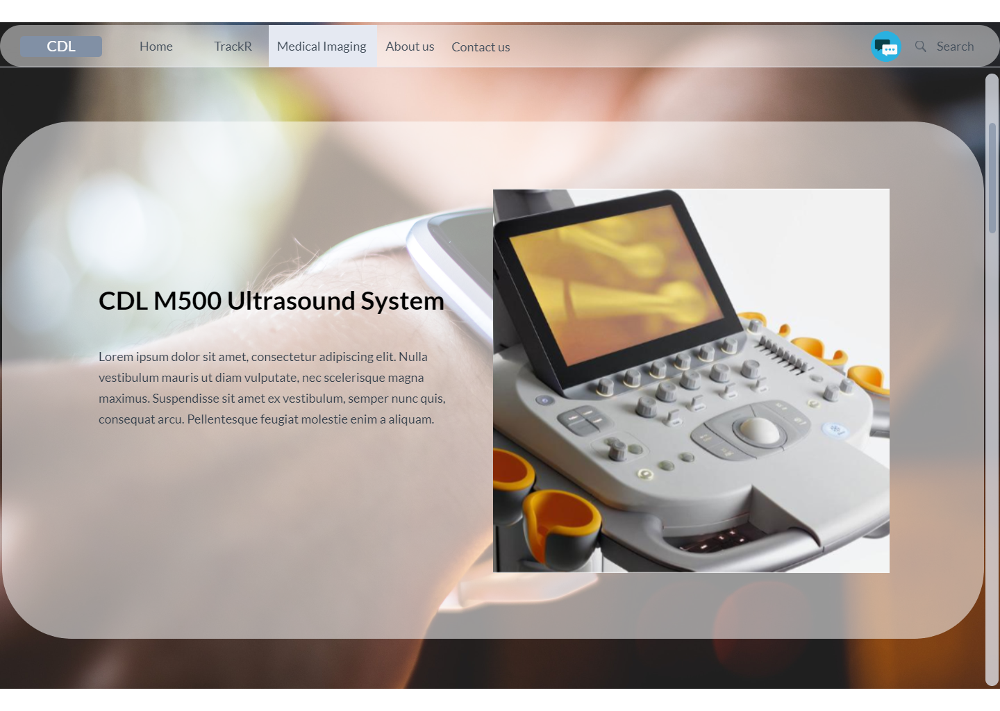 CDL
Home
TrackR
Medical Imaging
About us
Contact us
Search
CDL M500 Ultrasound System
Lorem ipsum dolor sit amet, consectetur adipiscing elit. Nulla
vestibulum mauris ut diam vulputate, nec scelerisque magna
maximus. Suspendisse sit amet ex vestibulum, semper nunc quis,
consequat arcu. Pellentesque feugiat molestie enim a aliquam.